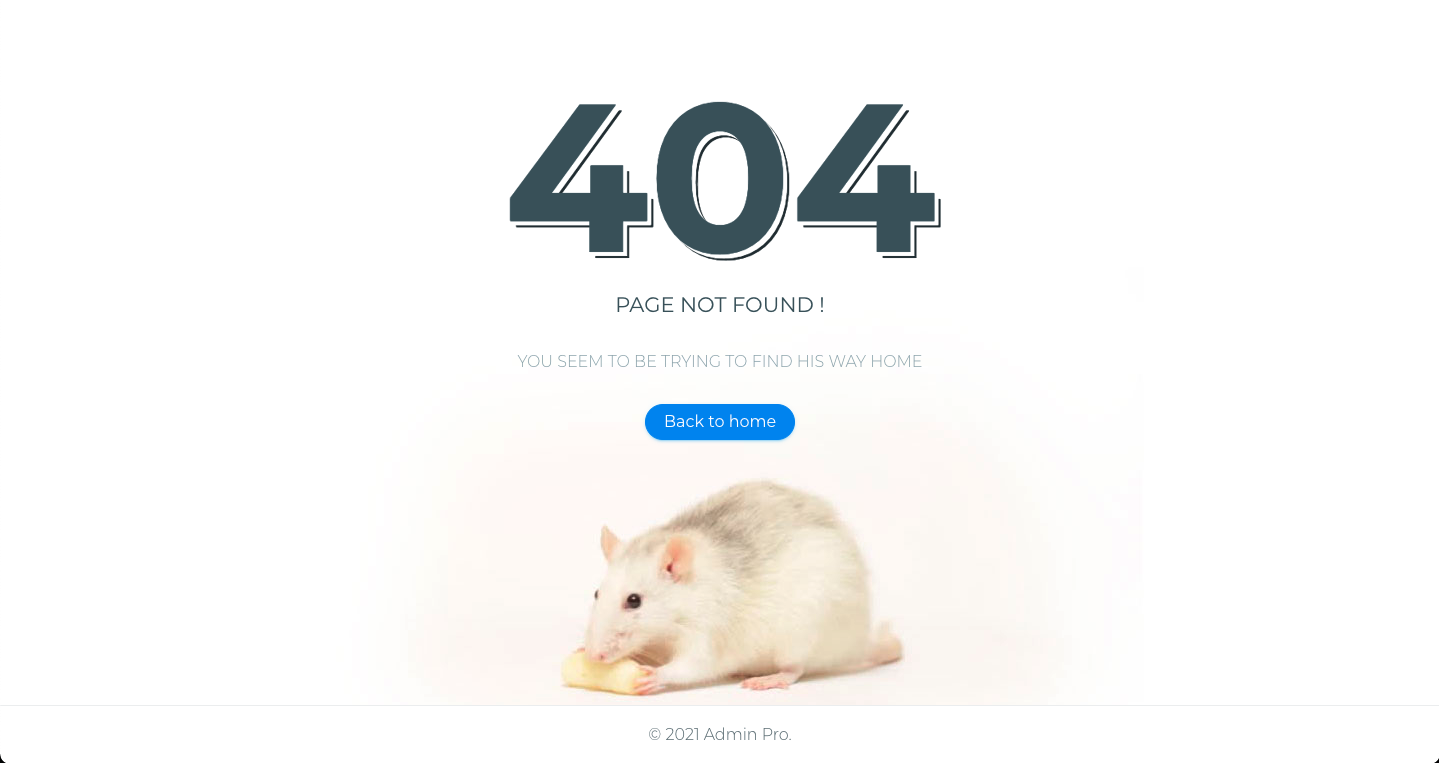 404
PAGE NOT FOUND !
YOU SEEM TO BE TRYING TO FIND HIS WAY HOME
Back to home
© 2021 Admin Pro.